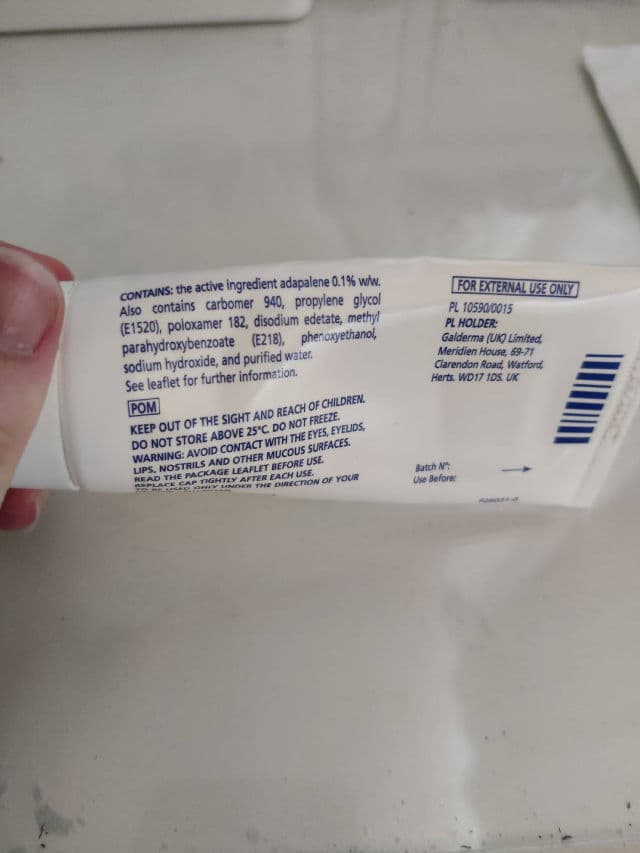 CONTAINS: the active ingredient adapalene 0.1% w/w.
Also contains carbomer 940, propylene glycol
(E1520), poloxamer 182, disodium edetate, methyl
parahydroxybenzoate (E218), phenoxyethanol,
sodium hydroxide, and purified water.
See leaflet for further information.
POM
KEEP OUT OF THE SIGHT AND REACH OF CHILDREN.
DO NOT STORE ABOVE 25°C. DO NOT FREEZE.
WARNING: AVOID CONTACT WITH THE EYES, EYELIDS,
LIPS, NOSTRILS AND OTHER MUCOUS SURFACES.
READ THE PACKAGE LEAFLET BEFORE USE.
REPLACE CAP TIGHTLY AFTER EACH USE.
TO BE USED ONLY UNDER THE DIRECTION OF YOUR
FOR EXTERNAL USE ONLY
PL 10590/0015
PL HOLDER:
Galderma (UK) Limited,
Meridien House, 69-71
Clarendon Road, Watford,
Herts. WD17 1DS. UK
Batch N°:
Use Before: